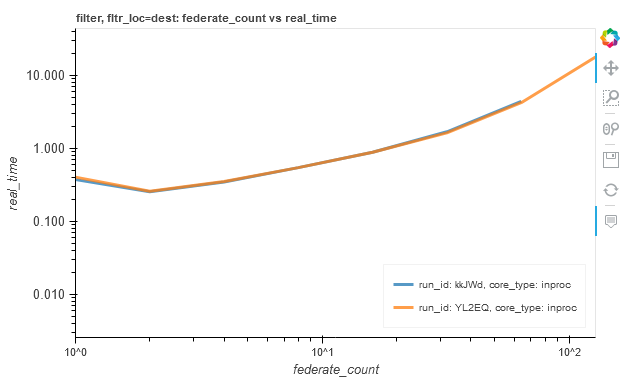 filter, fltr_loc=dest: federate_count vs real_time
10.000
1.000
0.100
0.010
real_time
run_id: kkJWd, core_type: inproc
run_id: YL2EQ, core_type: inproc
10^0
10^1
10^2
federate_count